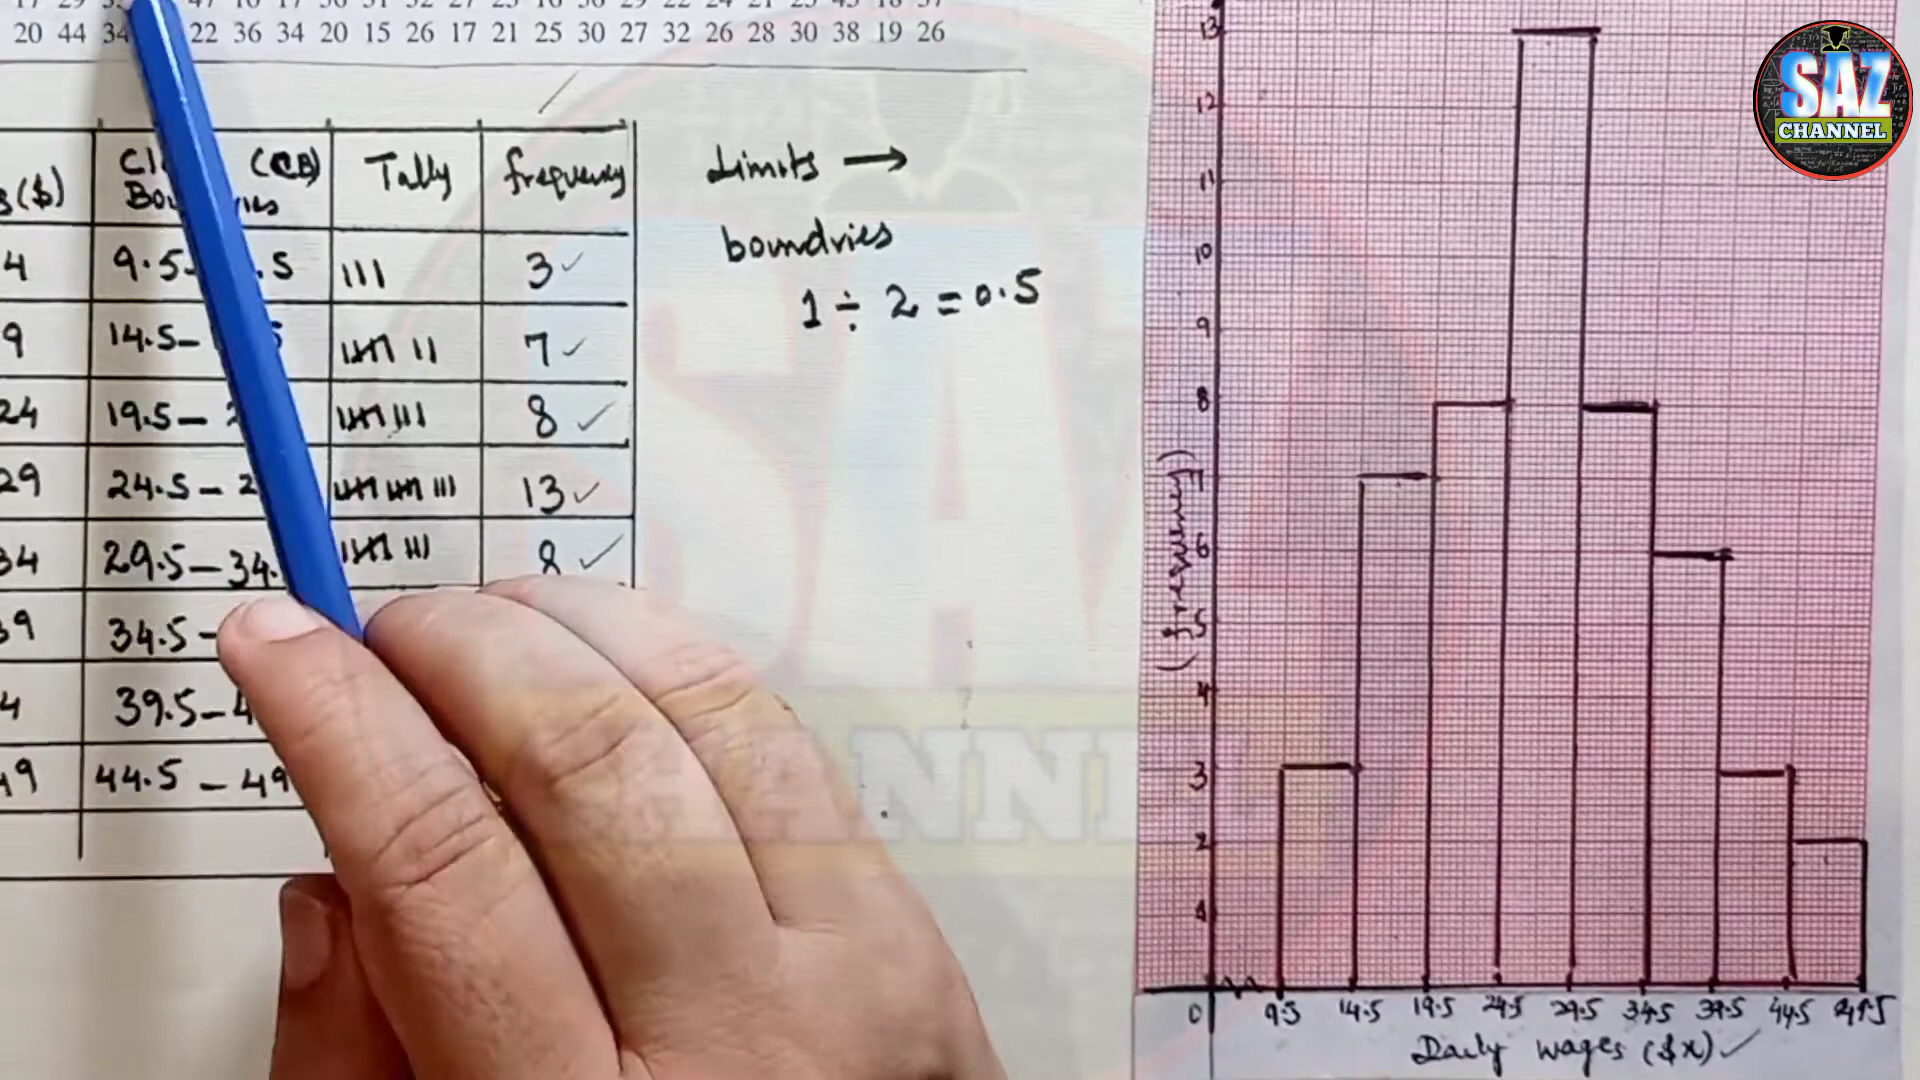 20 44 34 22 36 34 20 15 26 17 21 25 30 27 32 26 28 30 38 19 26
SAZ
CHANNEL
s($)
(CB)
Tally
frequency
4
9.5-
.5
3
9
14.5-
7
24
19.5-
8
29
24.5-
13
34
29.5-34.
8
39
34.5-
4
39.5-4
49
44.5-49
Limits →
boundries
1 ÷ 2 = 0.5
13
12
11
10
9
8
7
6
5
4
3
2
(frequency)
0 9.5 14.5 19.5 24.5 29.5 34.5 39.5 44.5 49.5
Daily wages ($x)